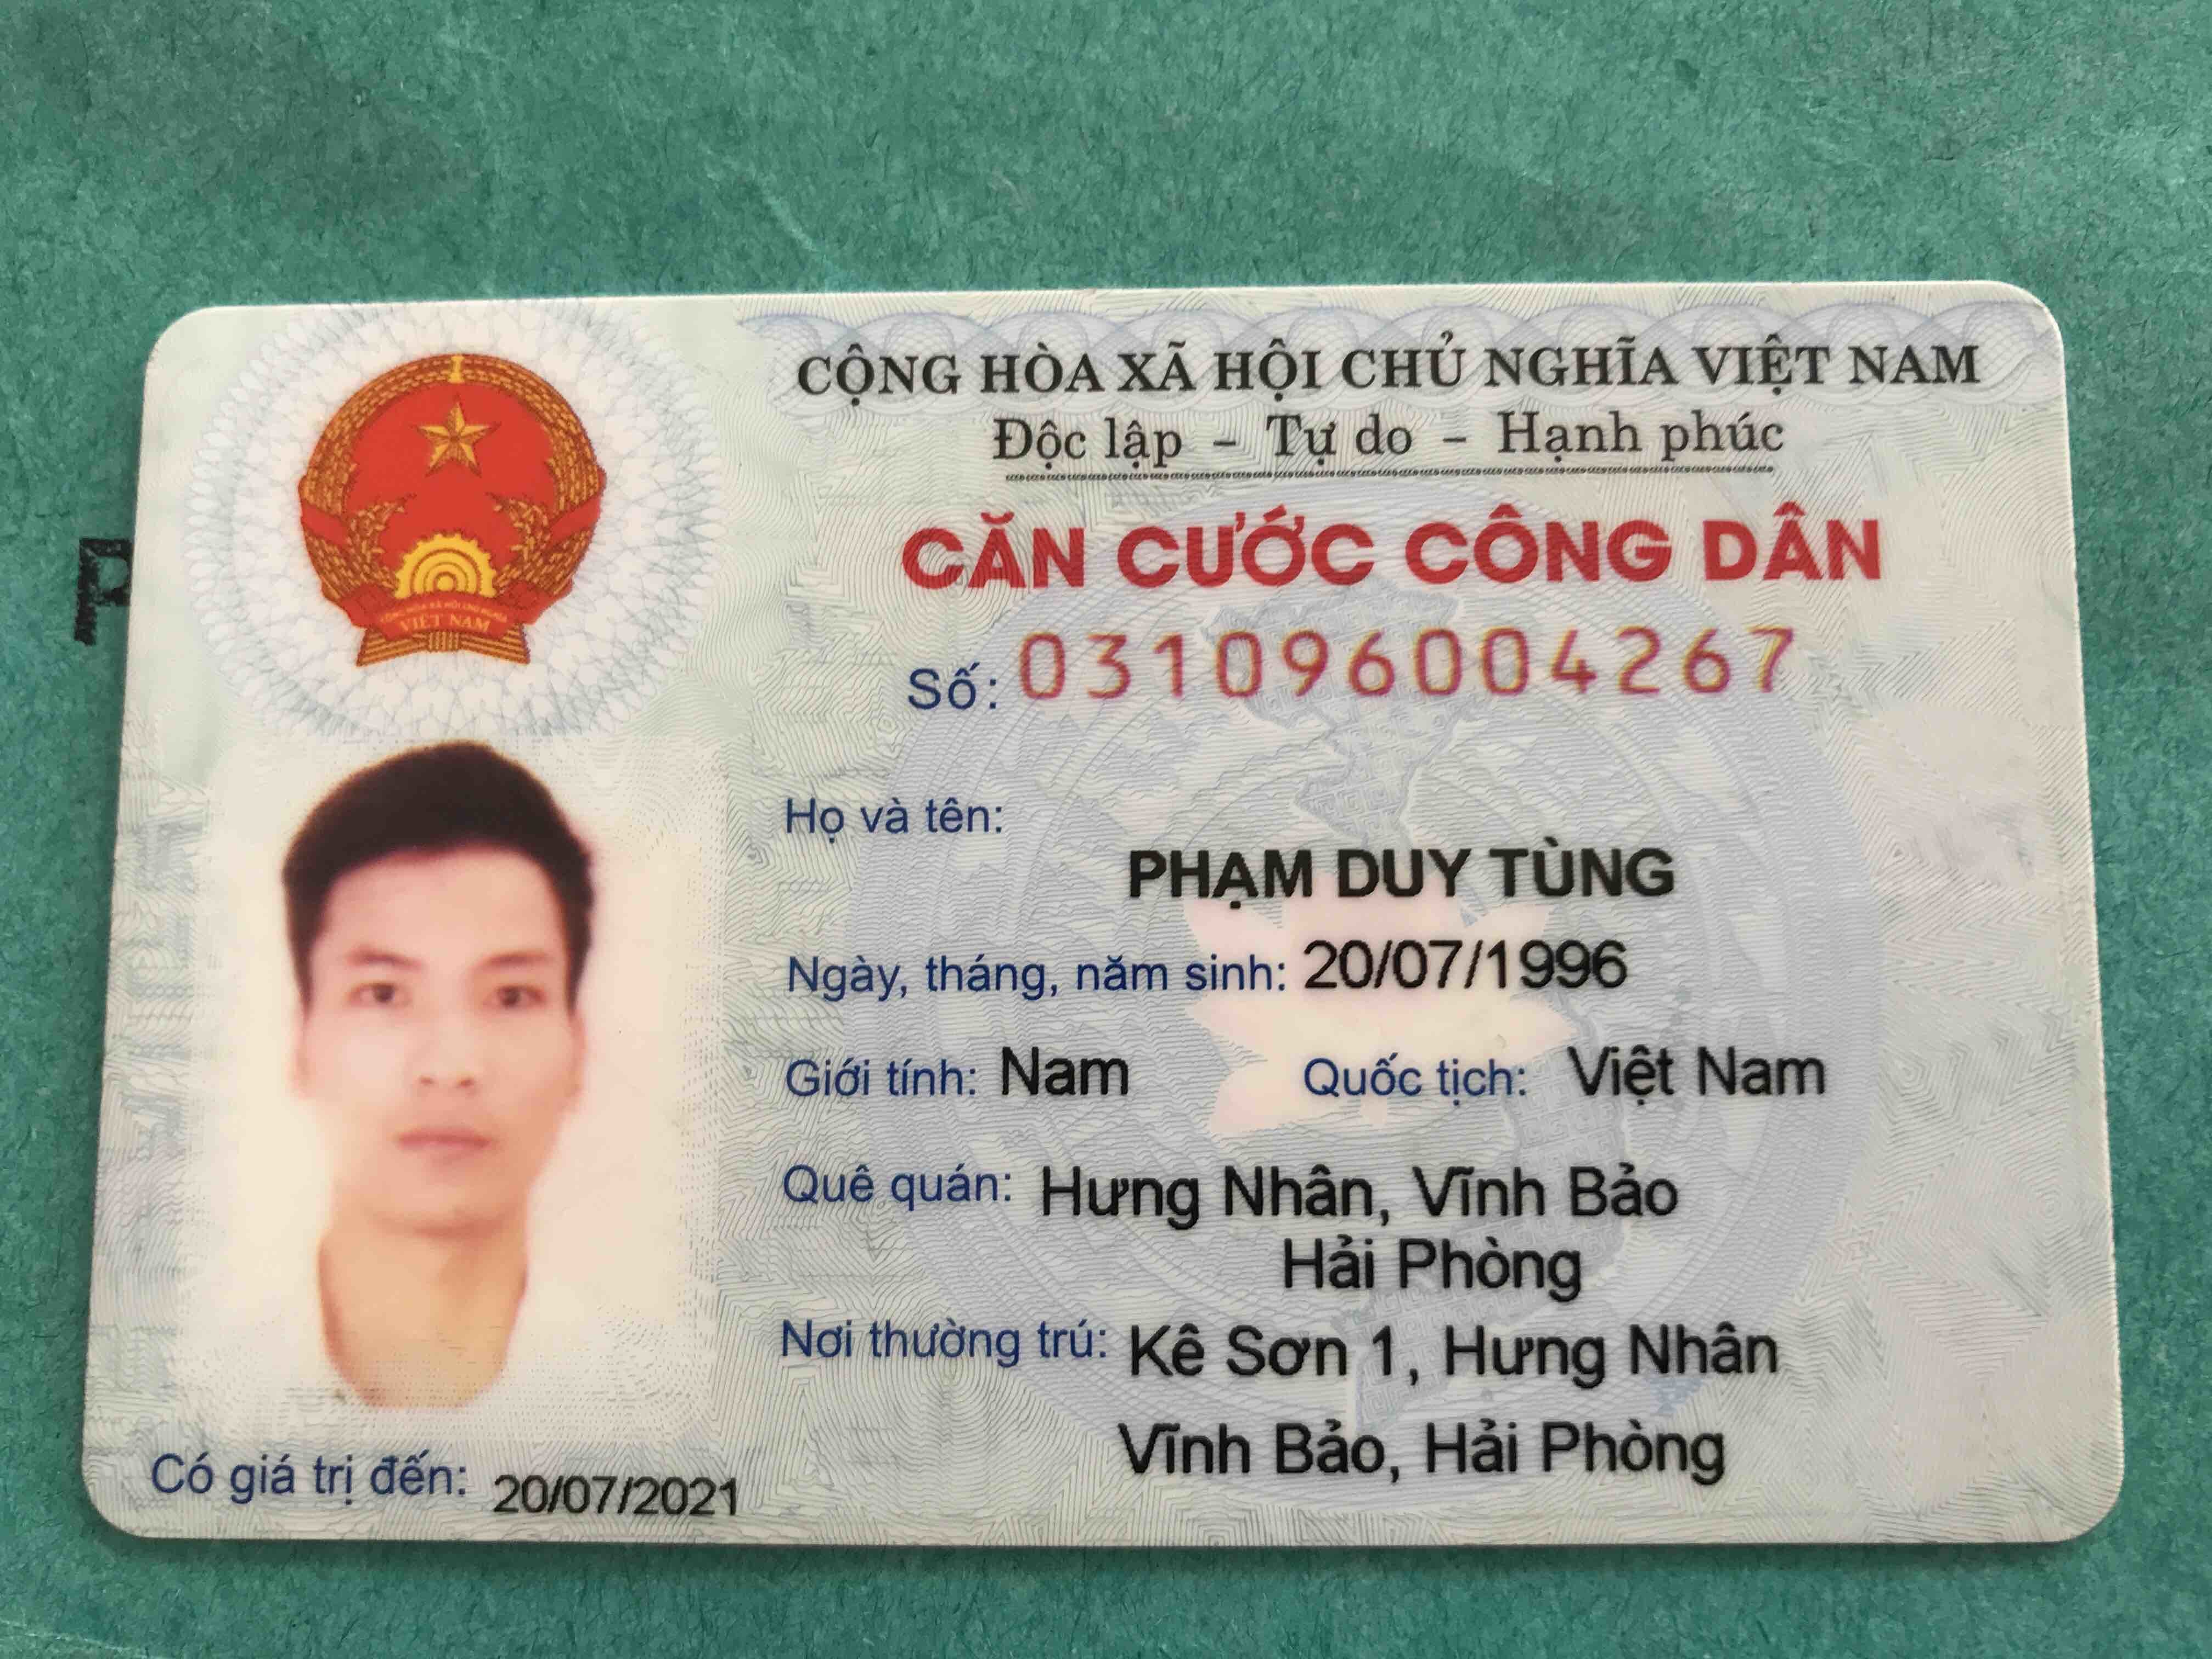 CỘNG HÒA XÃ HỘI CHỦ NGHĨA VIỆT NAM
Độc lập – Tự do – Hạnh phúc
CĂN CƯỚC CÔNG DÂN
Số: 031096004267
Họ và tên:
PHẠM DUY TÙNG
Ngày, tháng, năm sinh: 20/07/1996
Giới tính: Nam Quốc tịch: Việt Nam
Quê quán: Hưng Nhân, Vĩnh Bảo
Hải Phòng
Nơi thường trú: Kê Sơn 1, Hưng Nhân
Vĩnh Bảo, Hải Phòng
Có giá trị đến: 20/07/2021
VIỆT NAM